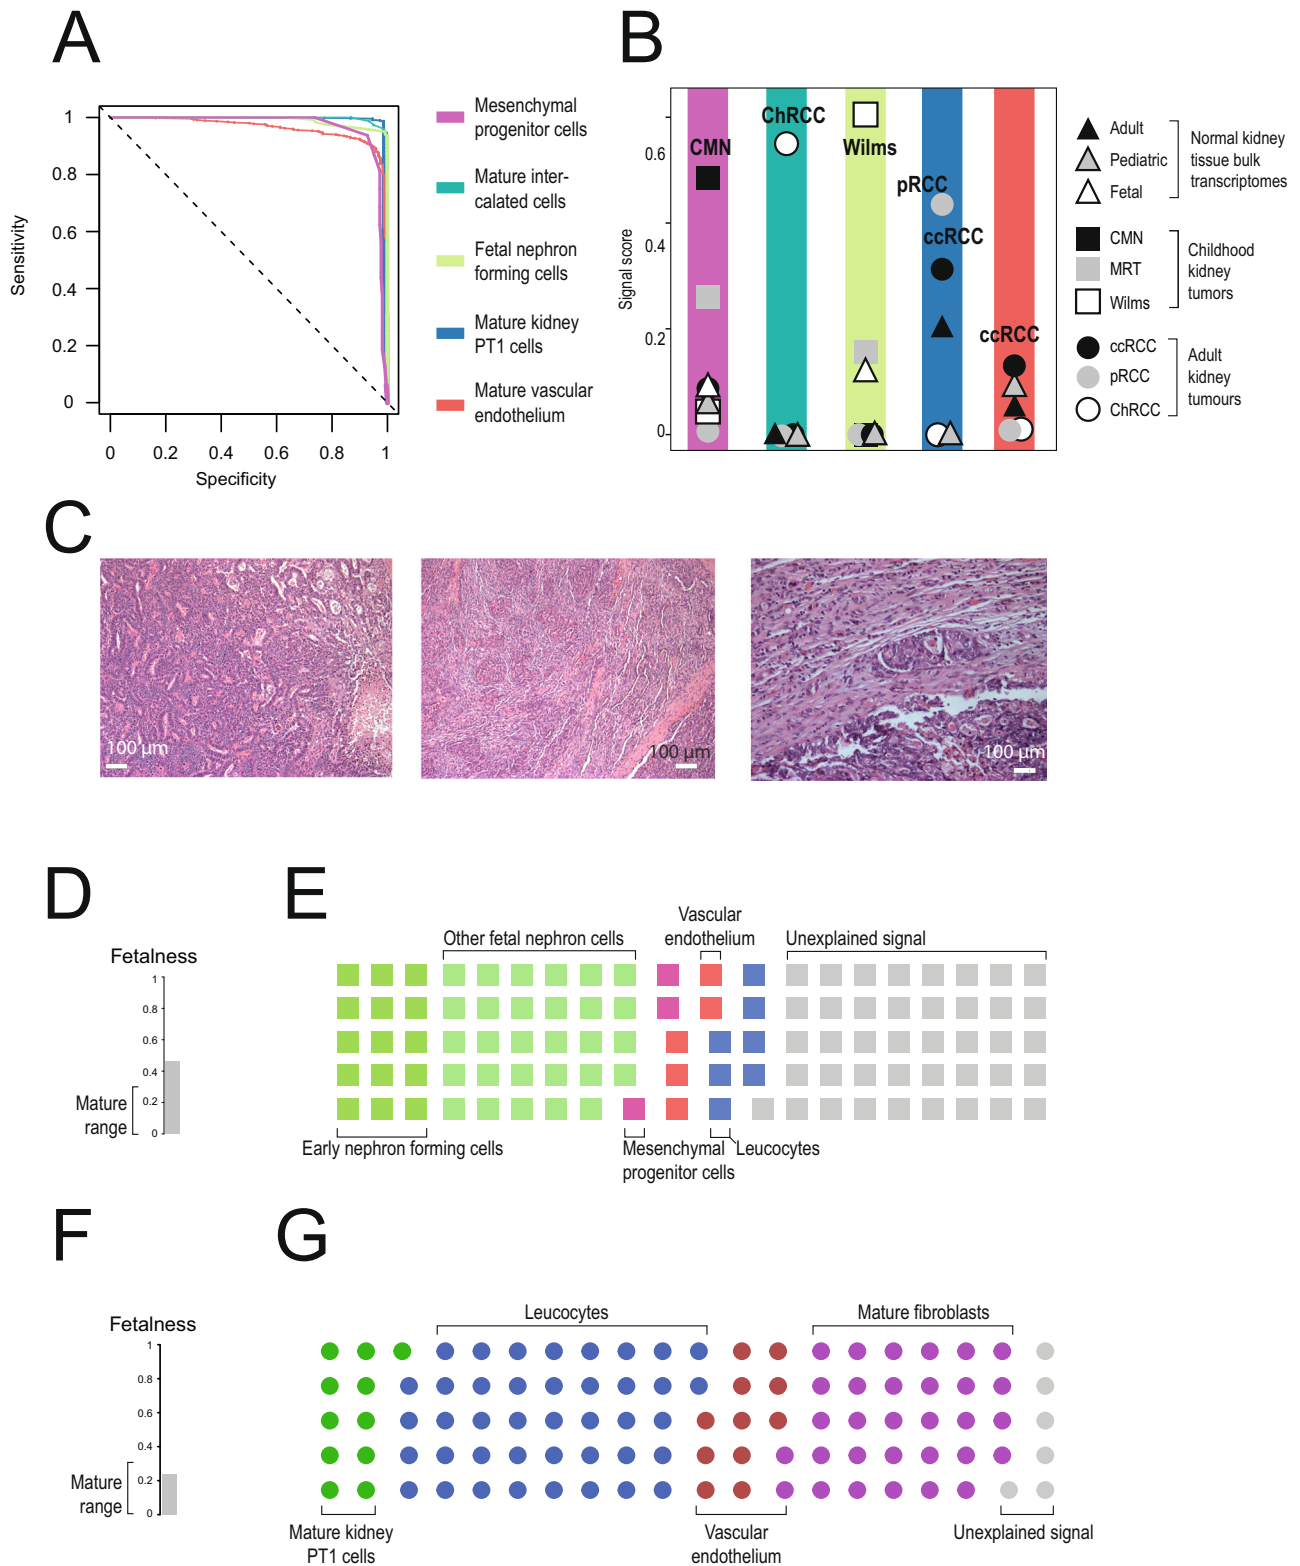 A
B
1
0.8
0.6
0.4
0.2
0
Sensitivity
0
0.2
0.4
0.6
0.8
1
Specificity
Mesenchymal
progenitor cells
Mature inter-
calated cells
Fetal nephron
forming cells
Mature kidney
PT1 cells
Mature vascular
endothelium
Signal score
0.6
0.4
0.2
0
CMN
ChRCC
Wilms
pRCC
ccRCC
ccRCC
Adult
Pediatric
Fetal
Normal kidney
tissue bulk
transcriptomes
CMN
MRT
Wilms
Childhood
kidney
tumors
ccRCC
pRCC
ChRCC
Adult
kidney
tumours
C
100 µm
100 µm
100 µm
D
Fetalness
1
0.8
0.6
0.4
0.2
0
Mature
range
E
Other fetal nephron cells
Vascular
endothelium
Unexplained signal
Early nephron forming cells
Mesenchymal
progenitor cells
Leucocytes
F
Fetalness
1
0.8
0.6
0.4
0.2
0
Mature
range
G
Leucocytes
Mature fibroblasts
Mature kidney
PT1 cells
Vascular
endothelium
Unexplained signal